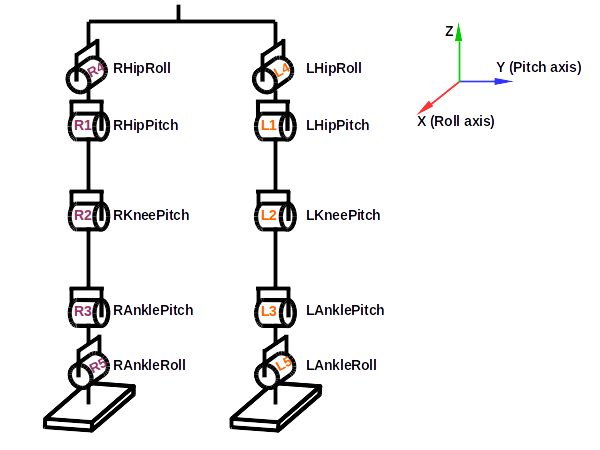 Z
Y (Pitch axis)
X (Roll axis)
R4 RHipRoll
L4 LHipRoll
R1 RHipPitch
L1 LHipPitch
R2 RKneePitch
L2 LKneePitch
R3 RAnklePitch
L3 LAnklePitch
R5 RAnkleRoll
L5 LAnkleRoll